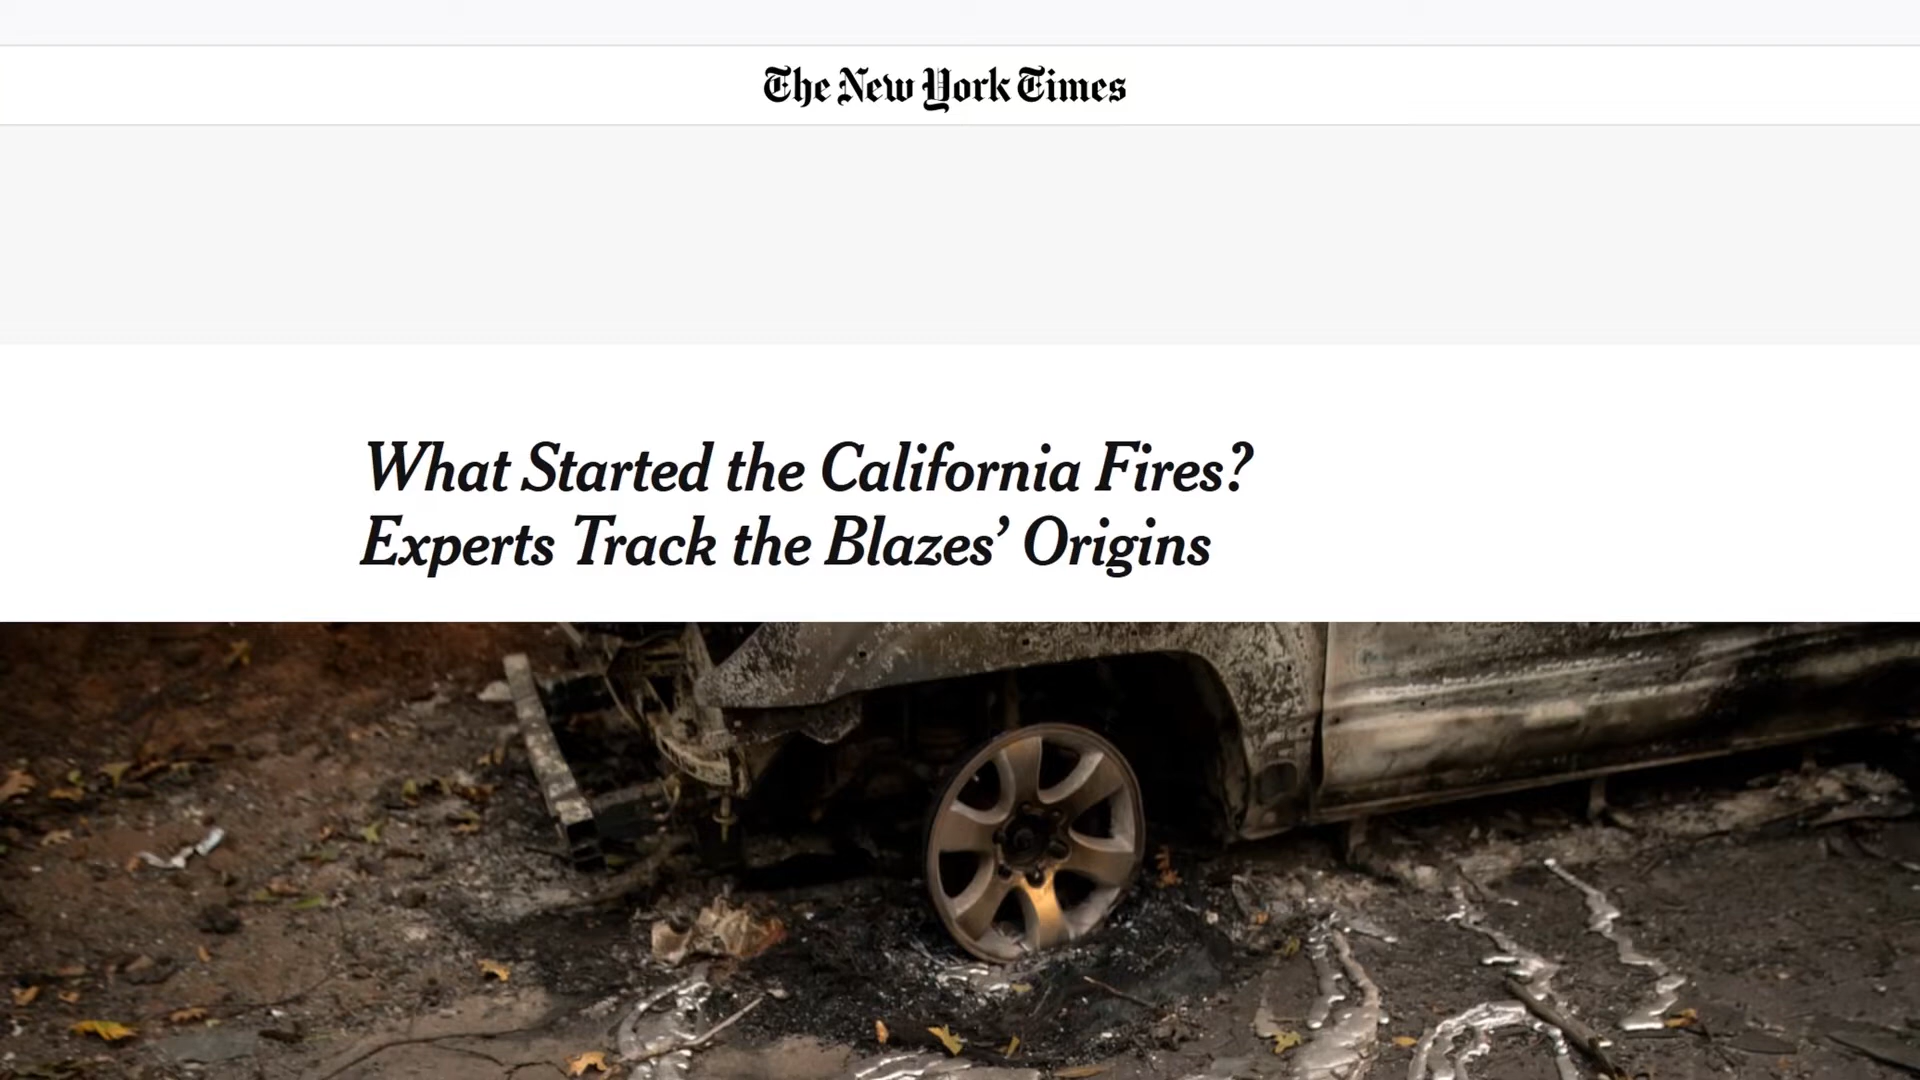 The New York Times
What Started the California Fires?
Experts Track the Blazes’ Origins